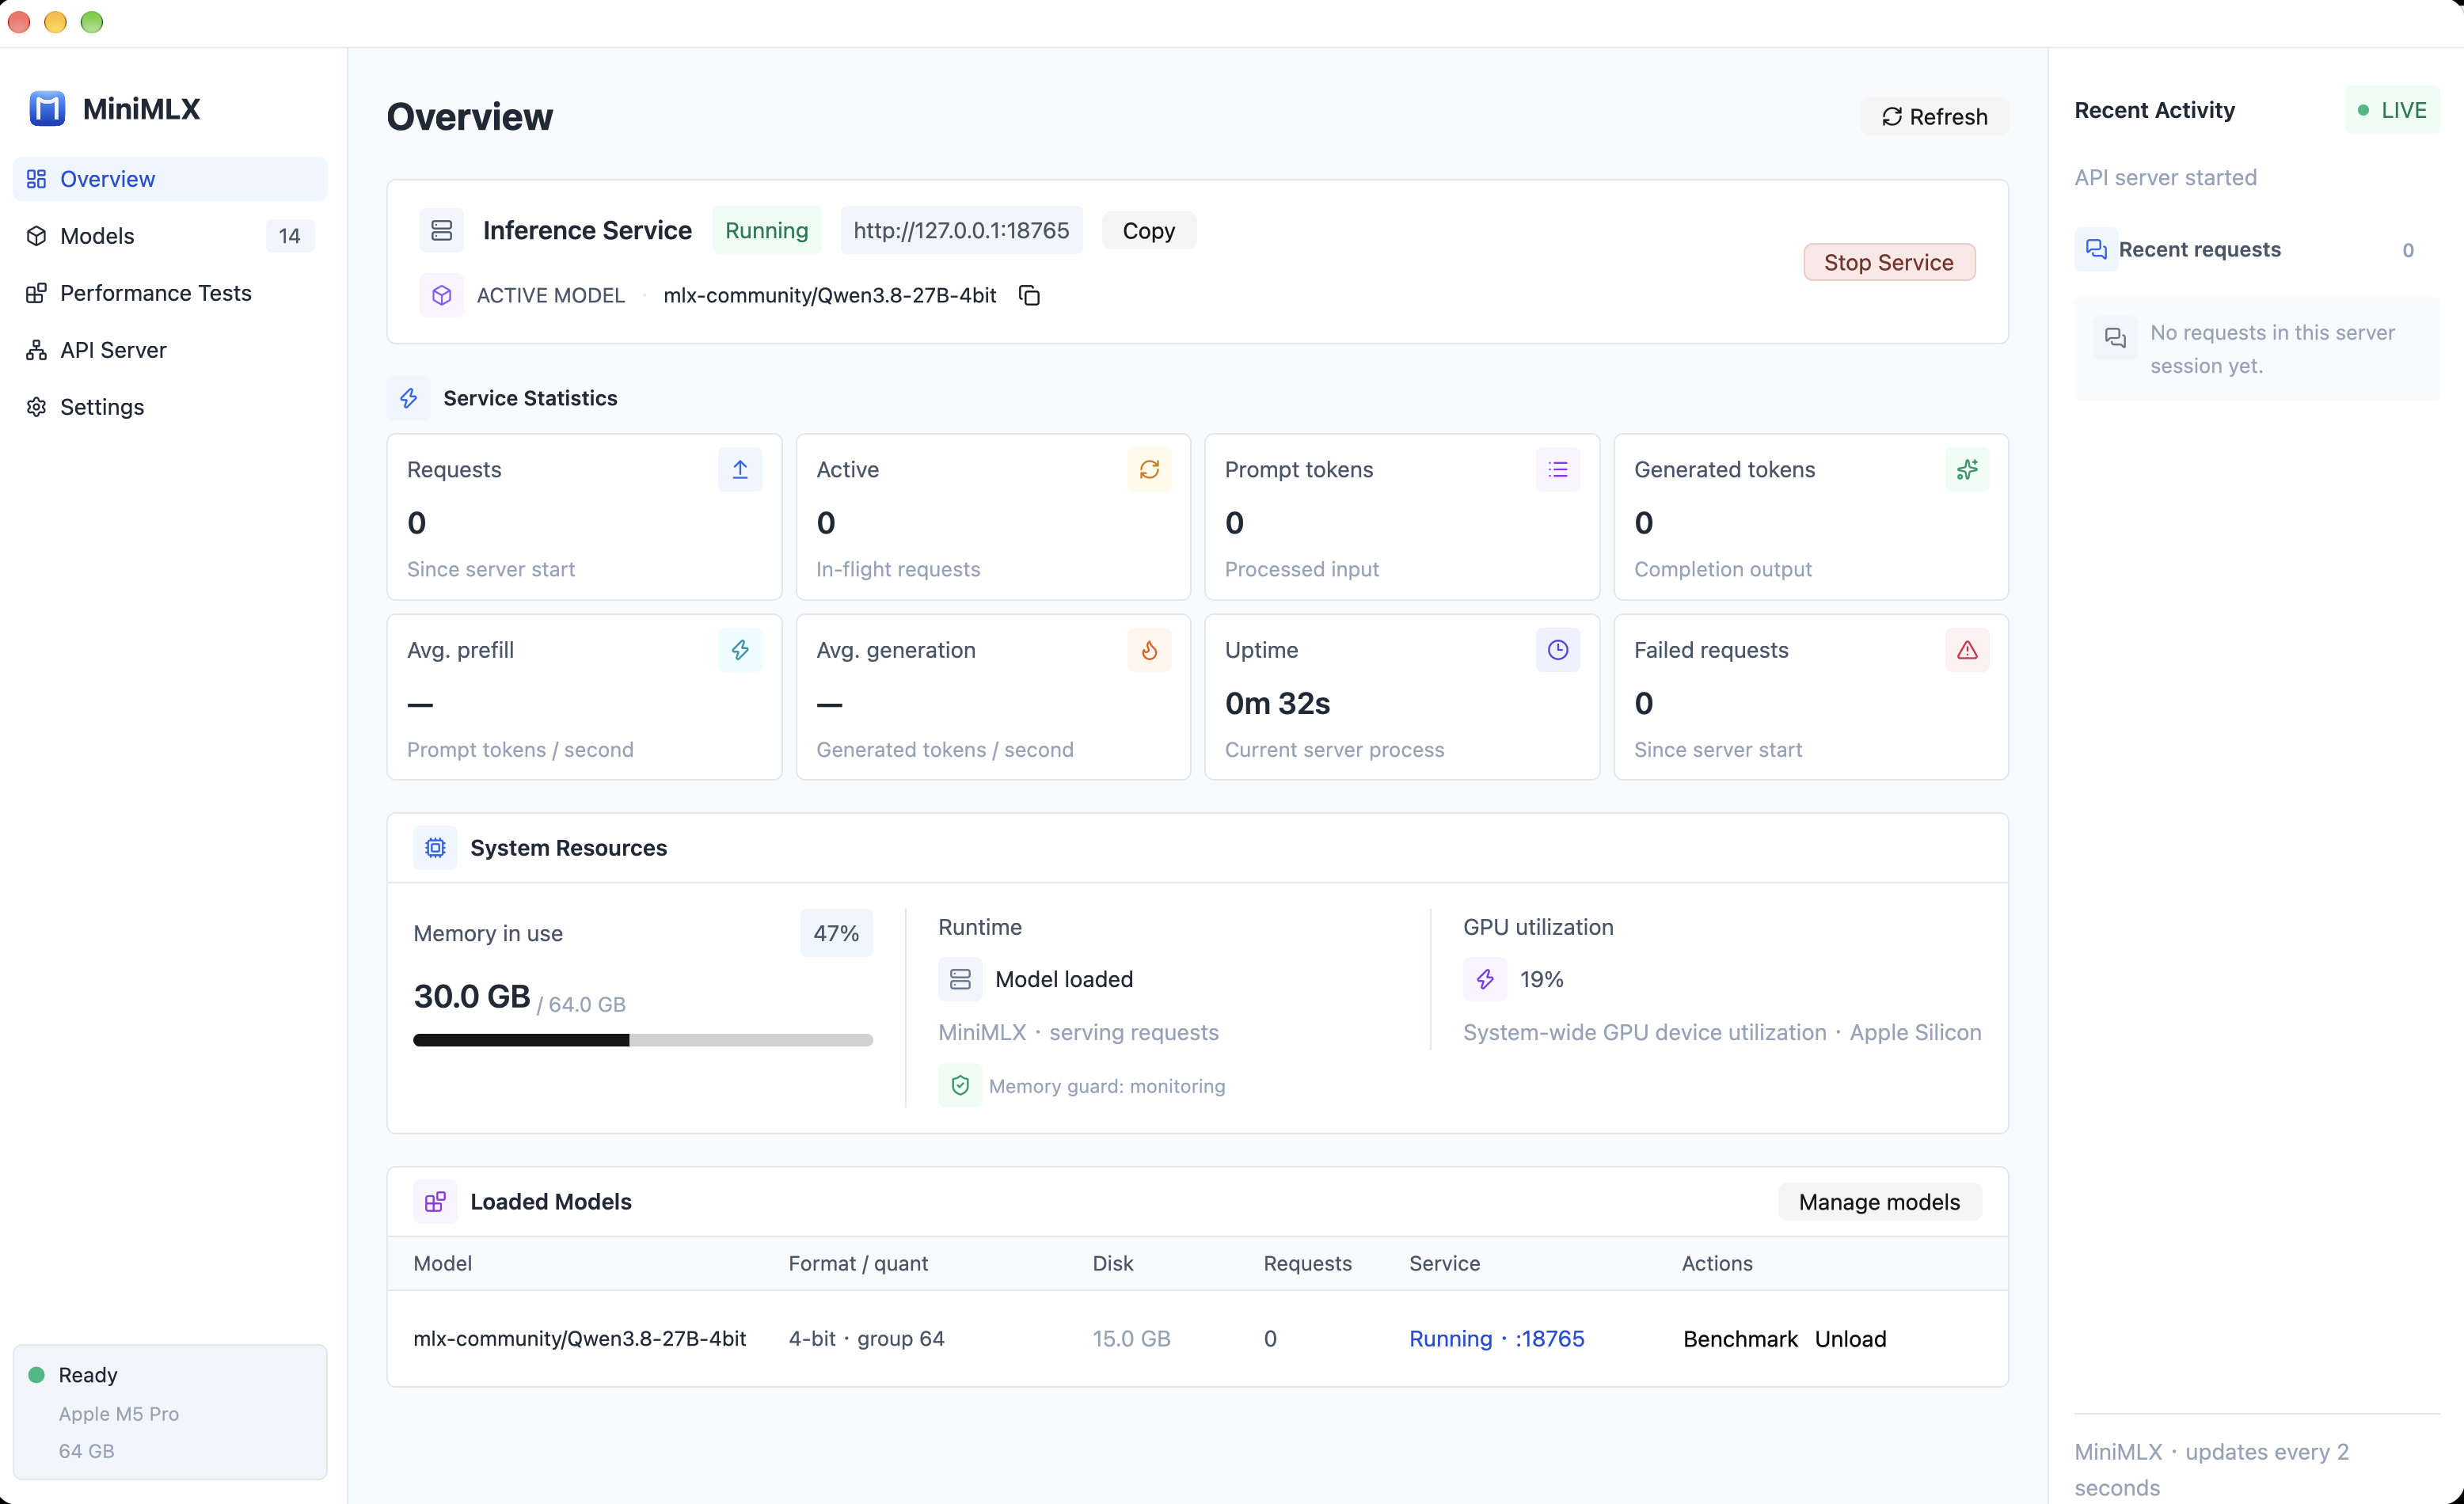 MiniMLX
Overview
Models 14
Performance Tests
API Server
Settings
Ready
Apple M5 Pro
64 GB
Overview
Refresh
Inference Service Running http://127.0.0.1:18765 Copy
ACTIVE MODEL · mlx-community/Qwen3.8-27B-4bit
Stop Service
Service Statistics
Requests
0
Since server start
Active
0
In-flight requests
Prompt tokens
0
Processed input
Generated tokens
0
Completion output
Avg. prefill
—
Prompt tokens / second
Avg. generation
—
Generated tokens / second
Uptime
0m 32s
Current server process
Failed requests
0
Since server start
System Resources
Memory in use 47%
30.0 GB / 64.0 GB
Runtime
Model loaded
MiniMLX · serving requests
Memory guard: monitoring
GPU utilization
19%
System-wide GPU device utilization · Apple Silicon
Loaded Models
Manage models
Model Format / quant Disk Requests Service Actions
mlx-community/Qwen3.8-27B-4bit 4-bit · group 64 15.0 GB 0 Running · :18765 Benchmark Unload
Recent Activity LIVE
API server started
Recent requests 0
No requests in this server
session yet.
MiniMLX · updates every 2
seconds